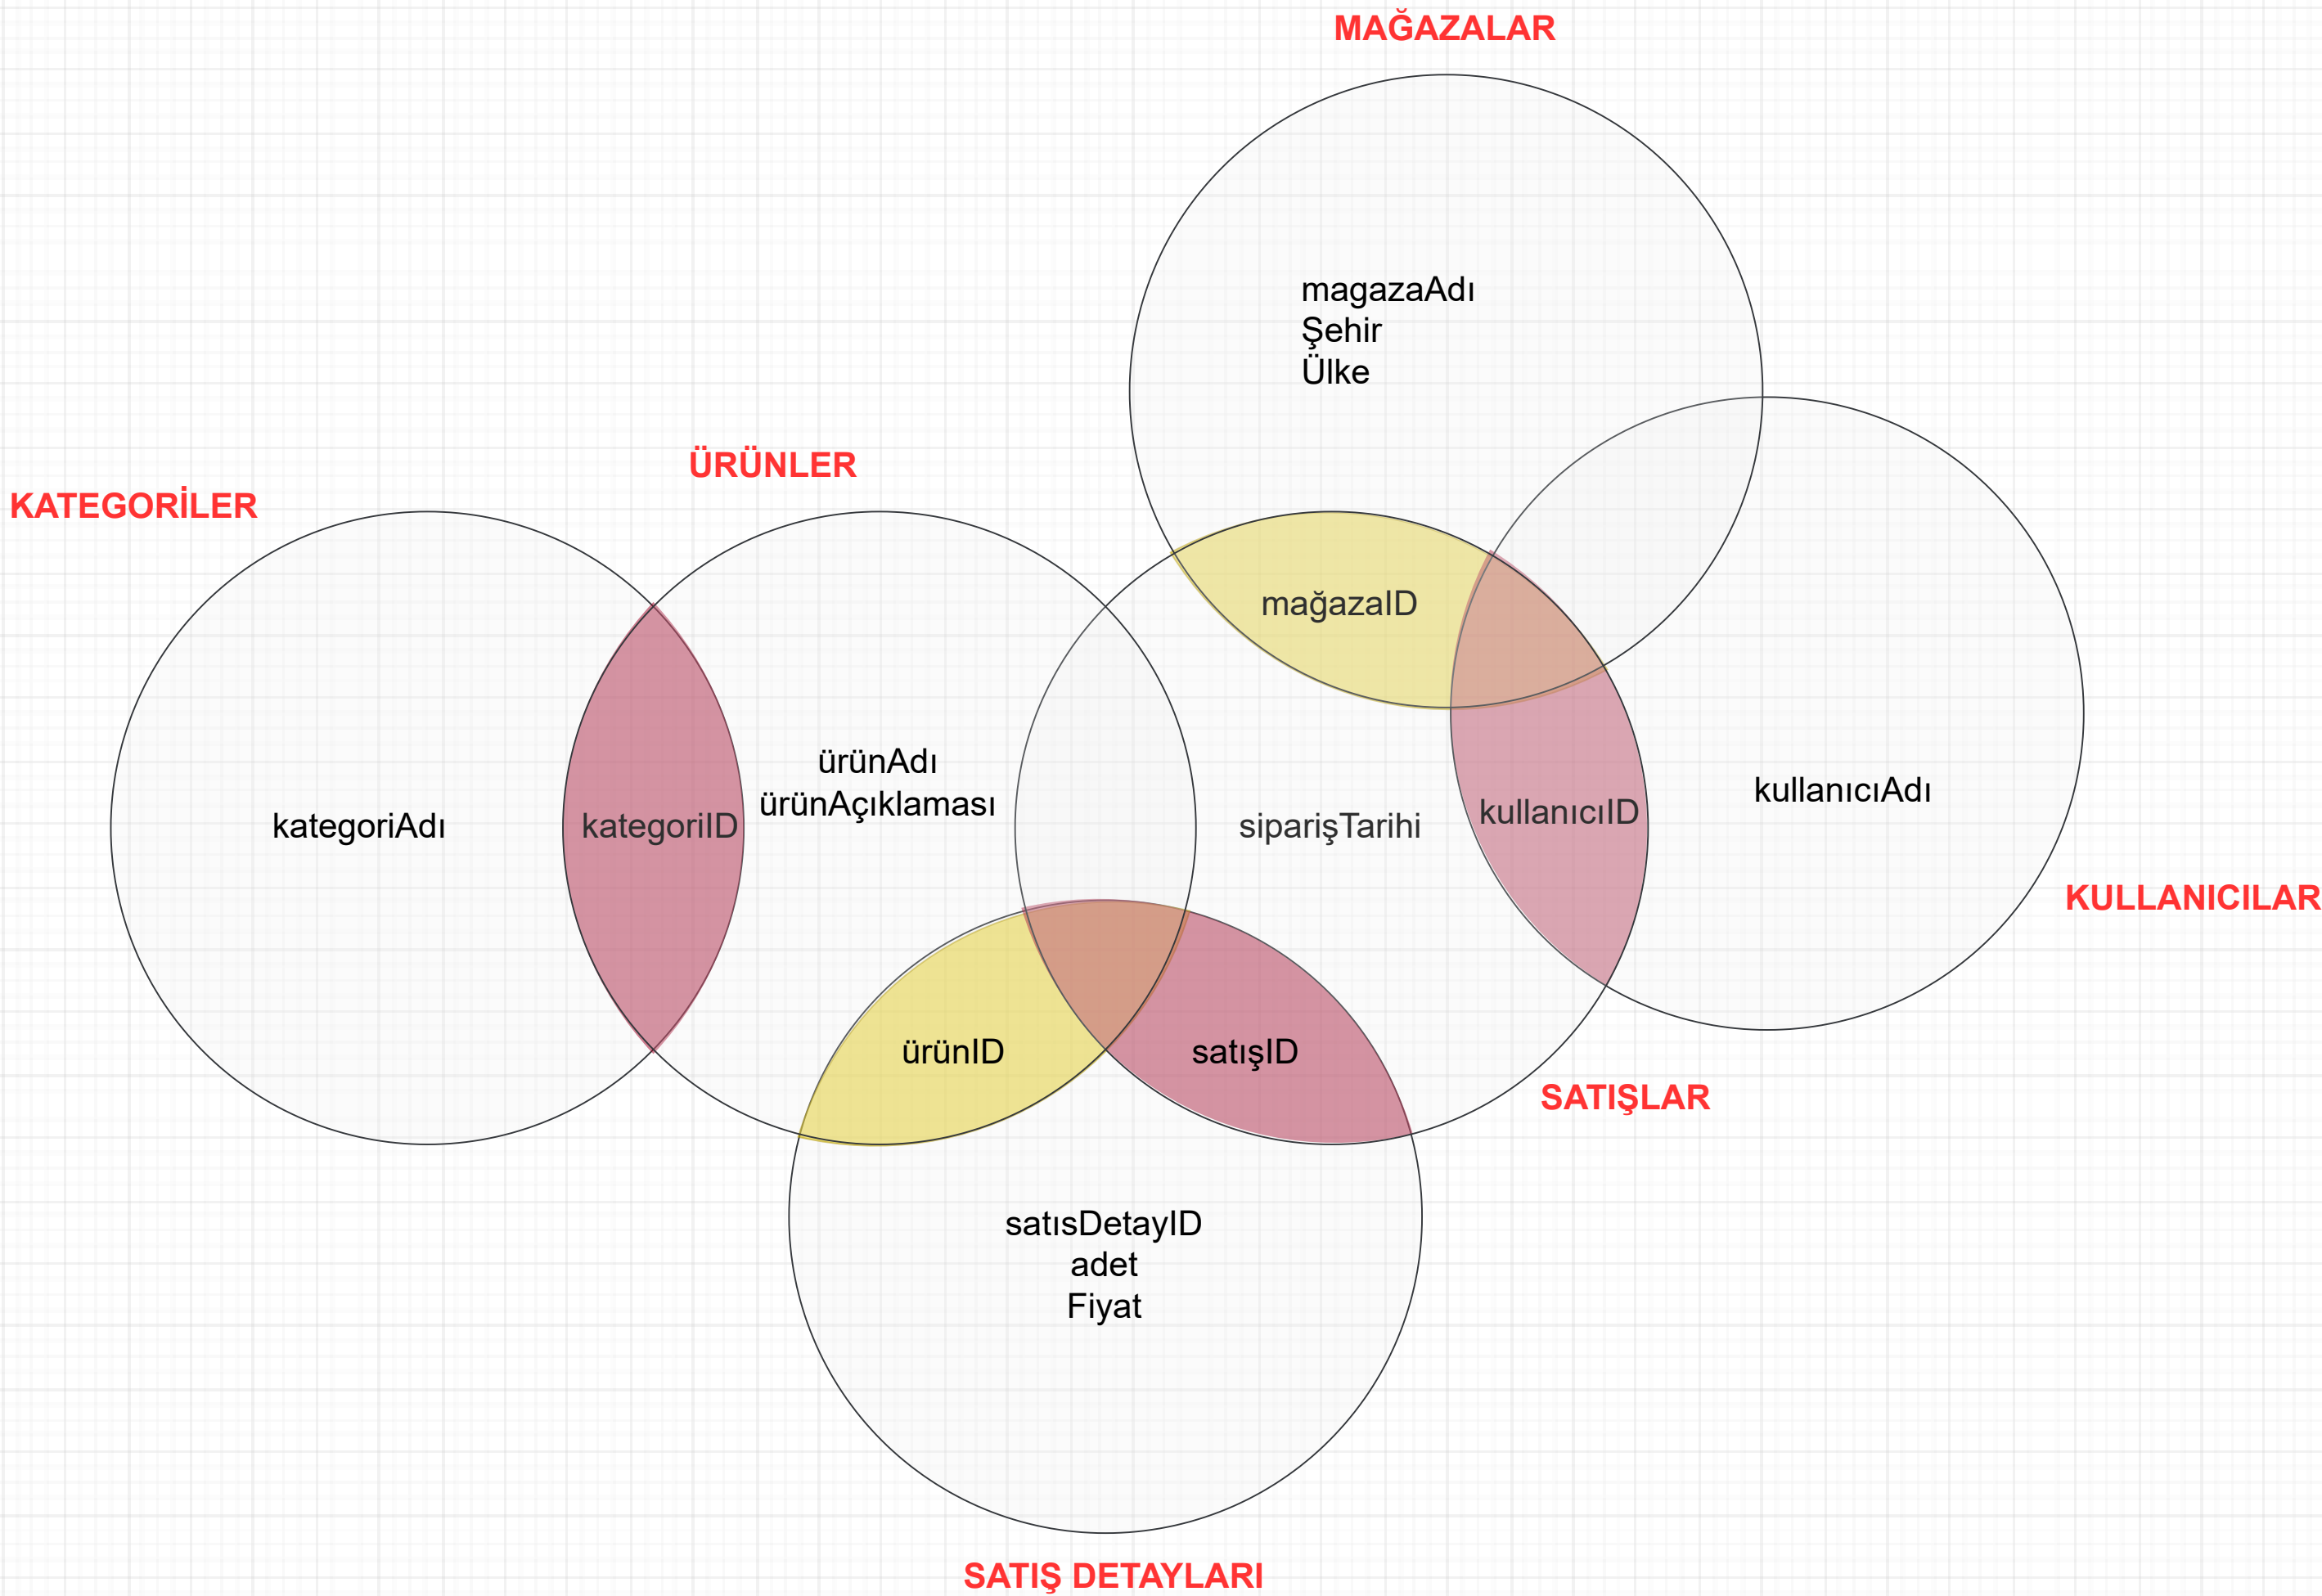 MAĞAZALAR
magazaAdı
Şehir
Ülke
ÜRÜNLER
KATEGORİLER
mağazaID
ürünAdı
ürünAçıklaması
kategoriAdı
kategoriID
siparişTarihi
kullanıcıID
kullanıcıAdı
KULLANICILAR
ürünID
satışID
SATIŞLAR
satısDetayID
adet
Fiyat
SATIŞ DETAYLARI